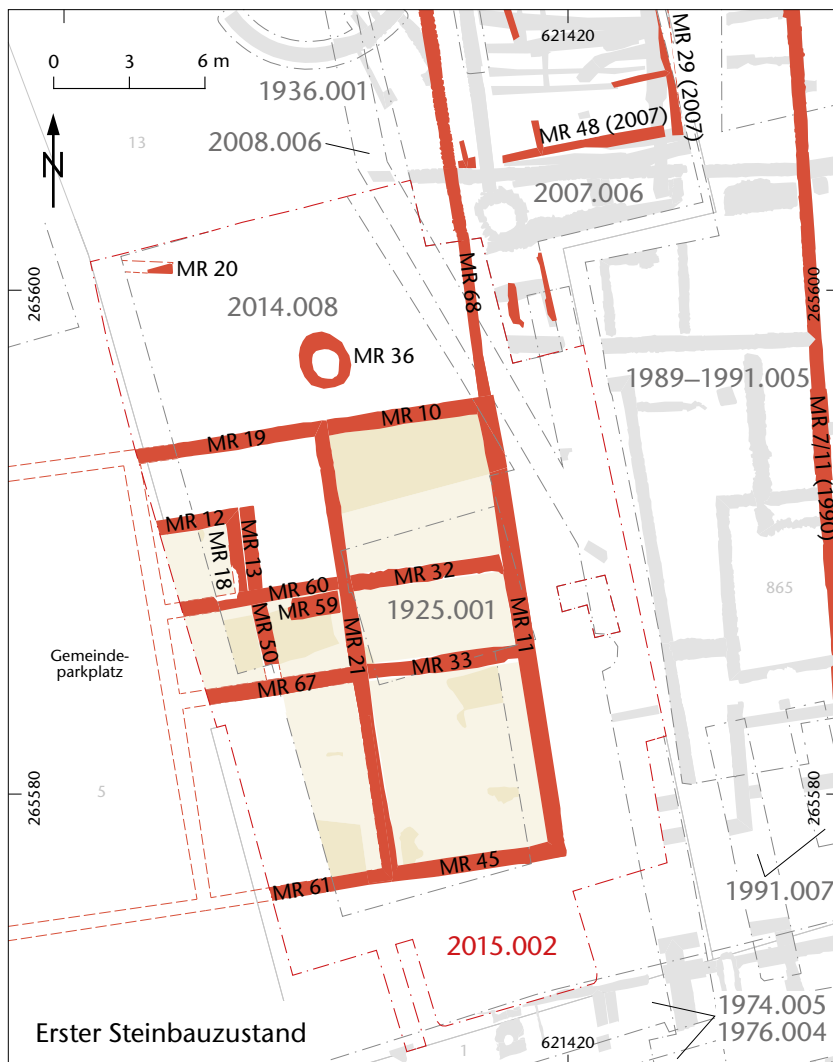 621420
0 3 6 m
1936.001
MR 29 (2007)
13
2008.006
MR 48 (2007)
N
2007.006
MR 20
MR 68
265600
265600
2014.008
MR 36
1989–1991.005
MR 10
MR 19
MR 7/11 (1990)
MR 12
MR 13
MR 18
MR 32
MR 60
865
MR 59
1925.001
MR 11
MR 50
MR 21
Gemeinde-
parkplatz
MR 33
MR 67
5
265580
265580
MR 45
MR 61
1991.007
2015.002
1974.005
1976.004
Erster Steinbauzustand
1
621420